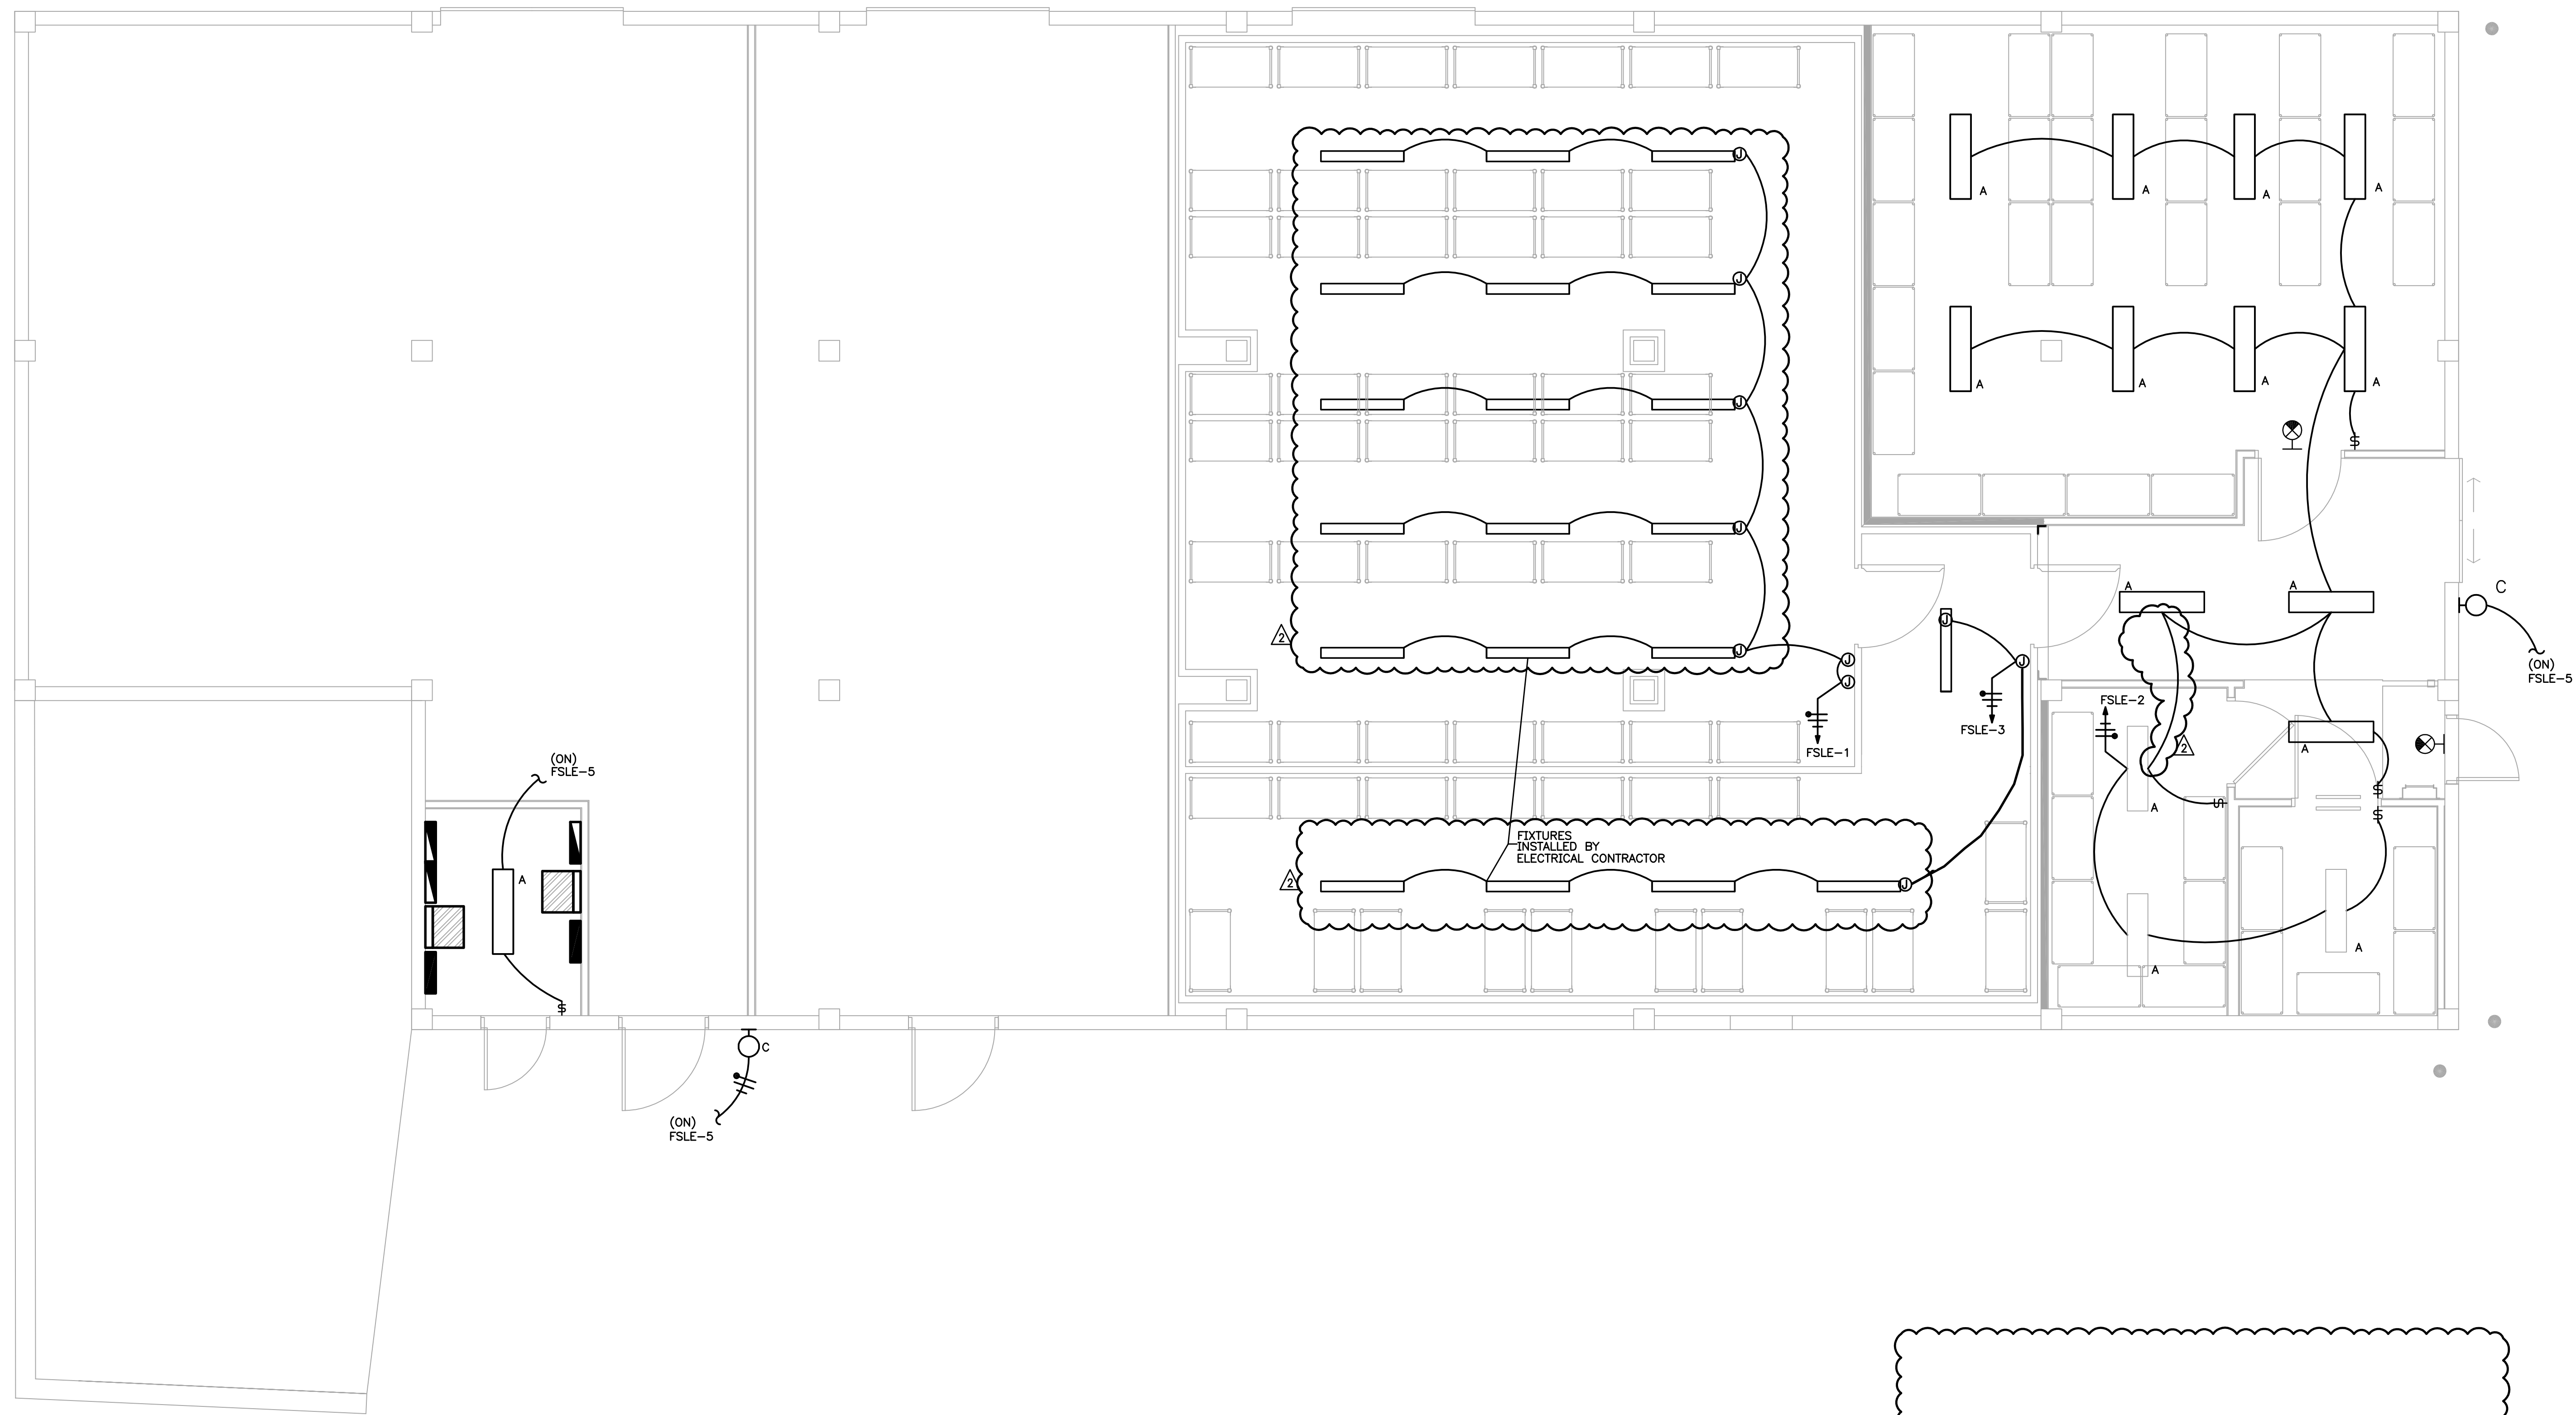 J
A
A
A
A
J
A
A
A
A
J
$
J
A
A
C
J
2
J
J
J
J
J
(ON)
FSLE-5
FSLE-2
FSLE-3
FSLE-1
2
A
(ON)
FSLE-5
$
$
$
A
FIXTURES
INSTALLED BY
ELECTRICAL CONTRACTOR
A
2
J
A
A
$
C
(ON)
FSLE-5